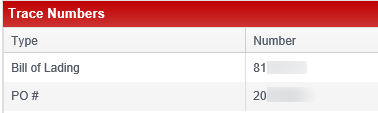 Trace Numbers
Type Number
Bill of Lading 81
PO # 20